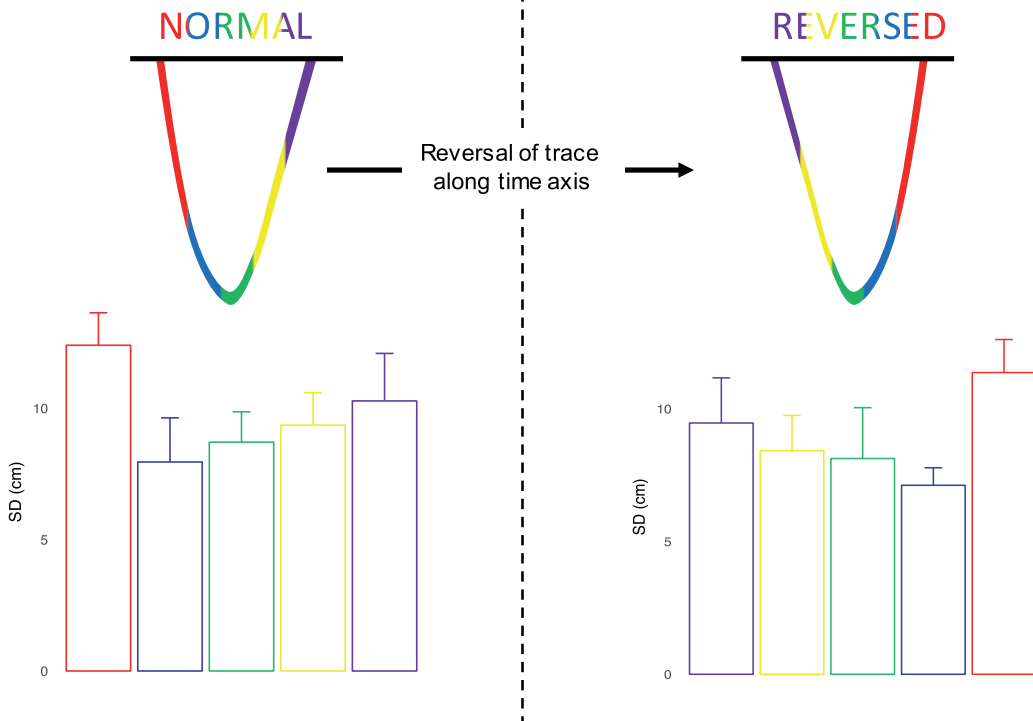 NORMAL
REVERSED
Reversal of trace
along time axis
10
5
0
SD (cm)
10
5
0
SD (cm)